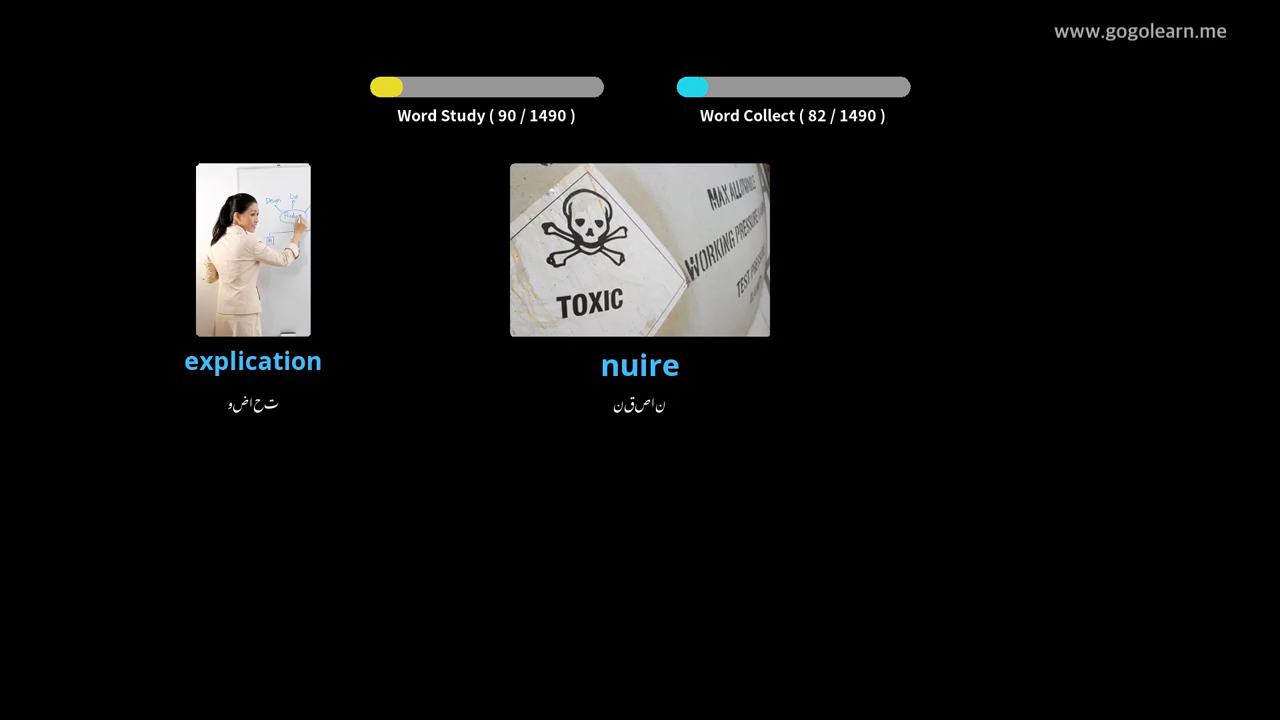 www.gogolearn.me
Word Study ( 90 / 1490 )
Word Collect ( 82 / 1490 )
Design
TOXIC
MAX ALLOWABLE
WORKING PRESSURE
explication
وضاحت
nuire
نقصان